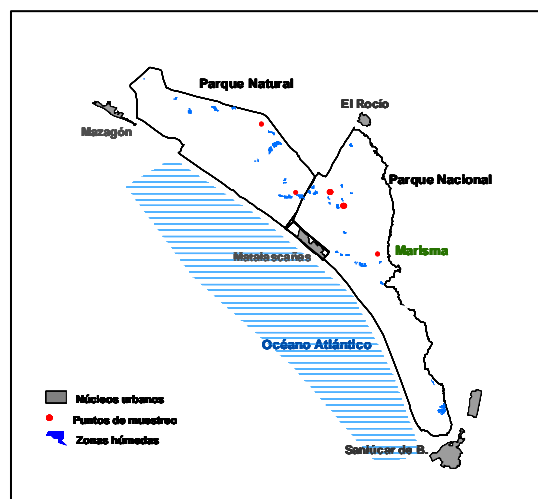 Parque Natural
El Rocío
Mazagón
Parque Nacional
Marisma
Matalascañas
Océano Atlántico
Núcleos urbanos
Puntos de muestreo
Zonas húmedas
Sanlúcar de B.